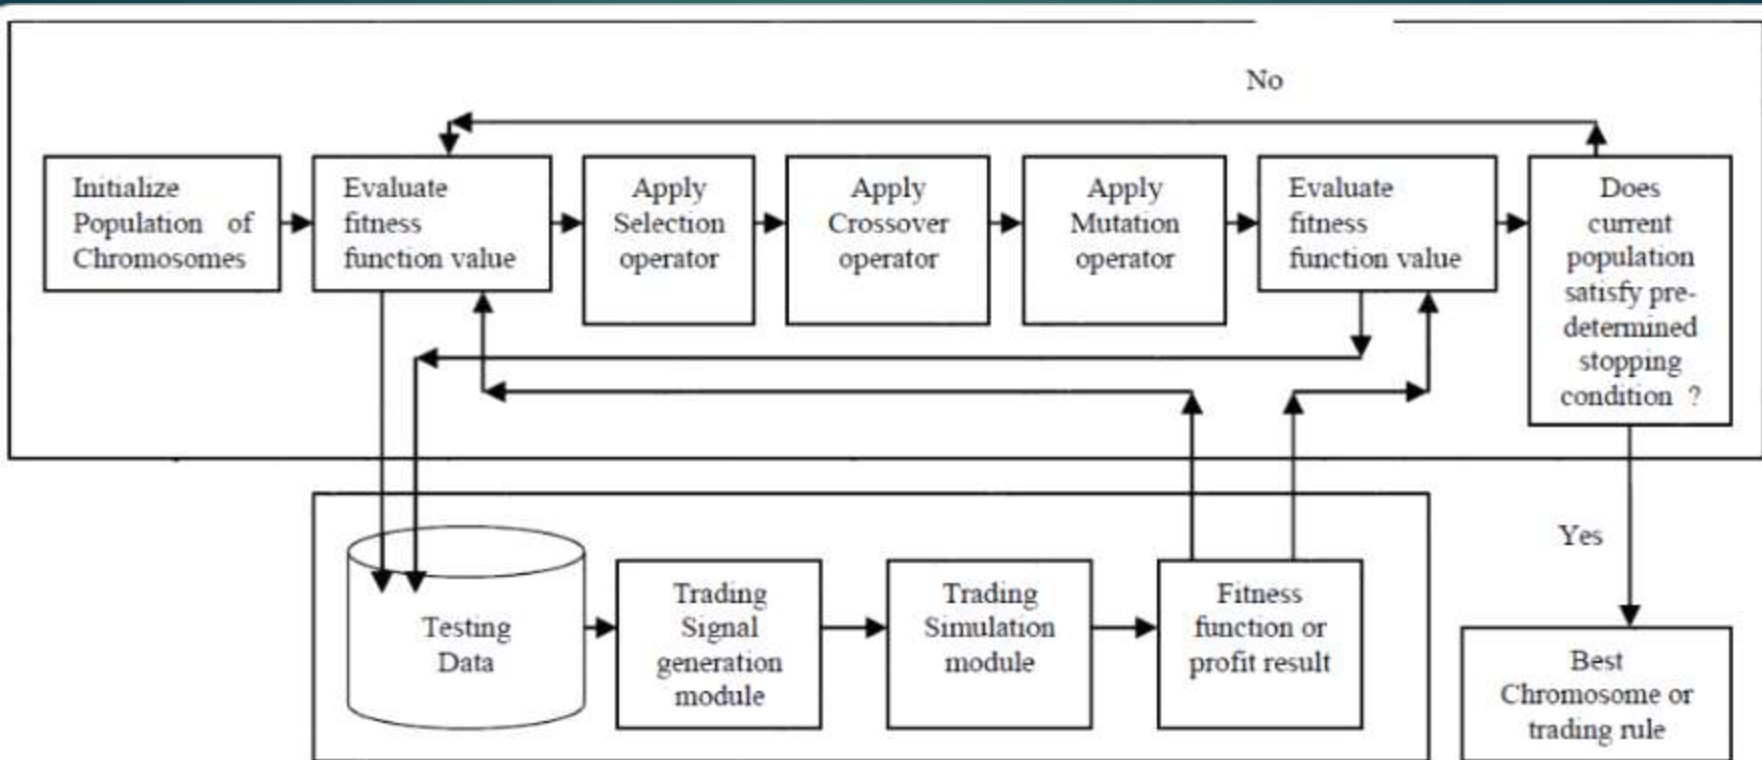 No
Initialize
Population of
Chromosomes
Evaluate
fitness
function value
Apply
Selection
operator
Apply
Crossover
operator
Apply
Mutation
operator
Evaluate
fitness
function value
Does
current
population
satisfy pre-
determined
stopping
condition ?
Yes
Testing
Data
Trading
Signal
generation
module
Trading
Simulation
module
Fitness
function or
profit result
Best
Chromosome or
trading rule